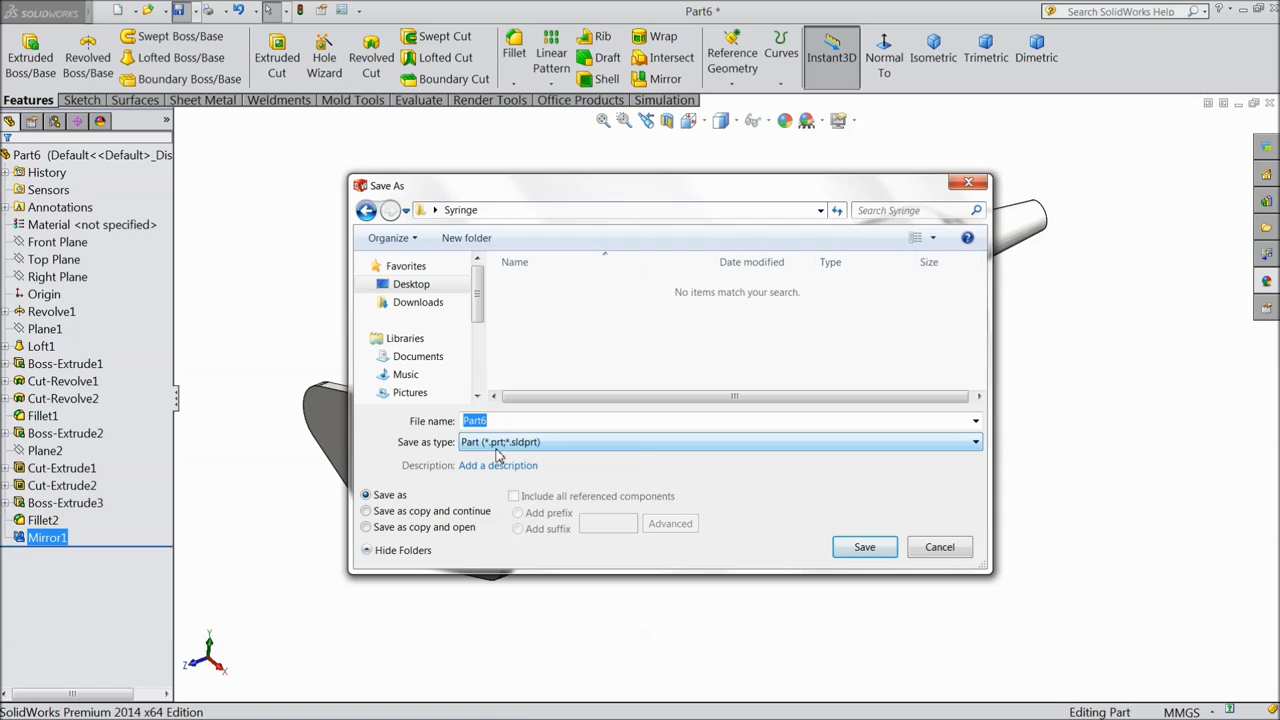 SOLIDWORKS
Part6 *
Search SolidWorks Help
Extruded Boss/Base
Revolved Boss/Base
Swept Boss/Base
Lofted Boss/Base
Boundary Boss/Base
Extruded Cut
Hole Wizard
Revolved Cut
Swept Cut
Lofted Cut
Boundary Cut
Fillet
Linear Pattern
Rib
Draft
Shell
Wrap
Intersect
Mirror
Reference Geometry
Curves
Instant3D
Normal To
Isometric
Trimetric
Dimetric
Features Sketch Surfaces Sheet Metal Weldments Mold Tools Evaluate Render Tools Office Products Simulation
Part6 (Default<<Default>_Dis
History
Sensors
Annotations
Material <not specified>
Front Plane
Top Plane
Right Plane
Origin
Revolve1
Plane1
Loft1
Boss-Extrude1
Cut-Revolve1
Cut-Revolve2
Fillet1
Boss-Extrude2
Plane2
Cut-Extrude1
Cut-Extrude2
Boss-Extrude3
Fillet2
Mirror1
Save As
Syringe
Search Syringe
Organize New folder
Favorites
Desktop
Downloads
Libraries
Documents
Music
Pictures
Name Date modified Type Size
No items match your search.
File name: Part6
Save as type: Part (*.prt;*.sldprt)
Description: Add a description
Save as
Save as copy and continue
Save as copy and open
Include all referenced components
Add prefix
Add suffix
Advanced
Hide Folders
Save
Cancel
Y
Z
X
SolidWorks Premium 2014 x64 Edition
Editing Part
MMGS